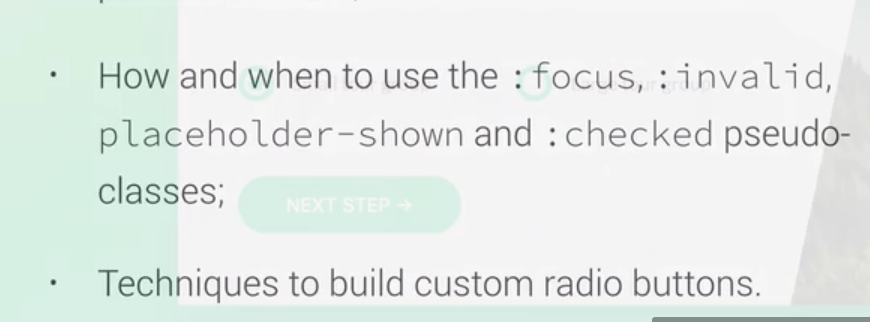 • How and when to use the :focus, :invalid,
placeholder-shown and :checked pseudo-
classes;
NEXT STEP →
• Techniques to build custom radio buttons.